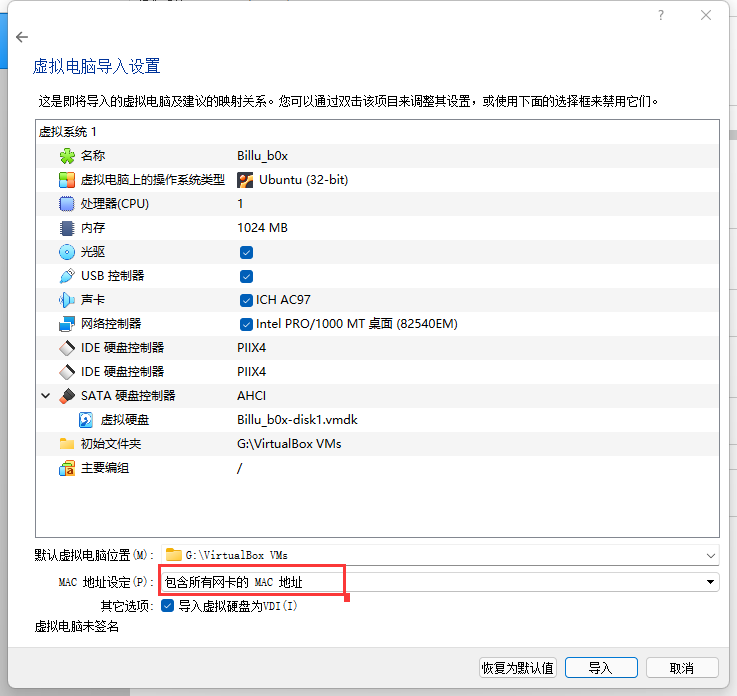 ?
虚拟电脑导入设置
这是即将导入的虚拟电脑及建议的映射关系。您可以通过双击该项目来调整其设置，或使用下面的选择框来禁用它们。
虚拟系统 1
名称 Billu_b0x
虚拟电脑上的操作系统类型 Ubuntu (32-bit)
处理器(CPU) 1
内存 1024 MB
光驱
USB 控制器
声卡 ICH AC97
网络控制器 Intel PRO/1000 MT 桌面 (82540EM)
IDE 硬盘控制器 PIIX4
IDE 硬盘控制器 PIIX4
SATA 硬盘控制器 AHCI
虚拟硬盘 Billu_b0x-disk1.vmdk
初始文件夹 G:\VirtualBox VMs
主要编组 /
默认虚拟电脑位置(M): G:\VirtualBox VMs
MAC 地址设定(P): 包含所有网卡的 MAC 地址
其它选项: 导入虚拟硬盘为VDI(I)
虚拟电脑未签名
恢复为默认值 导入 取消